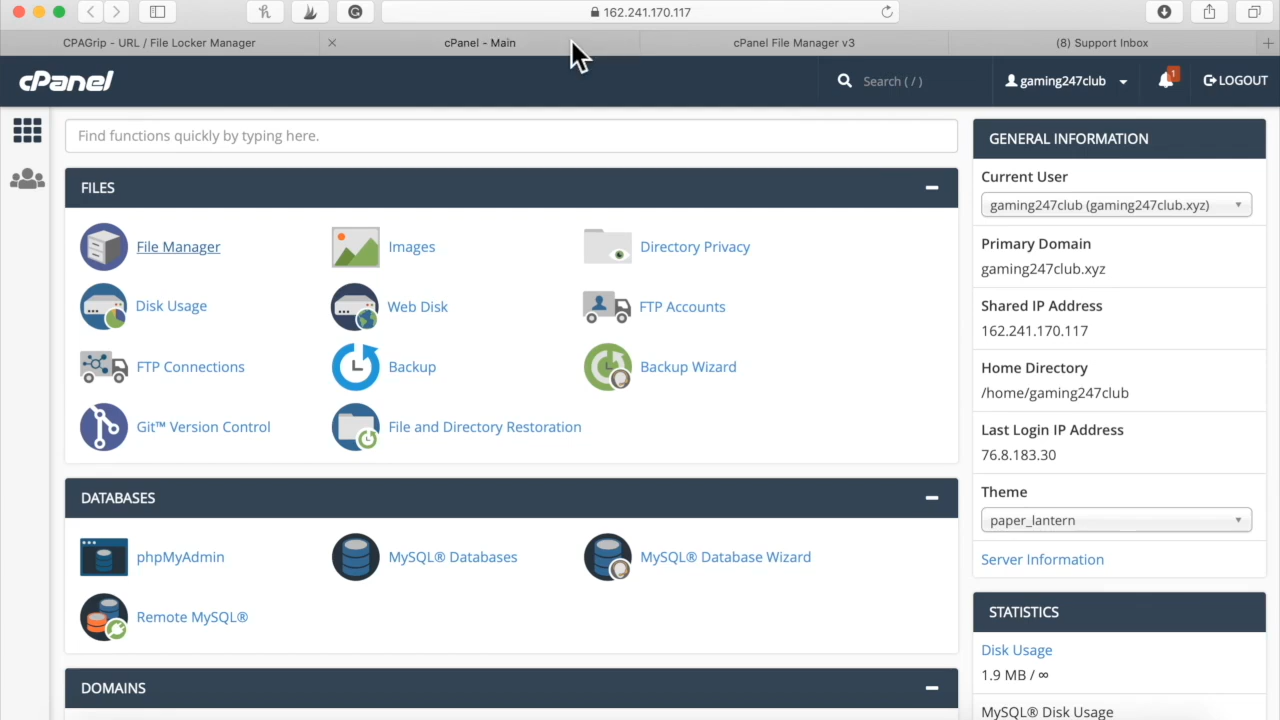 162.241.170.117
CPAGrip - URL / File Locker Manager
cPanel - Main
cPanel File Manager v3
(8) Support Inbox
cPanel
Search ( / )
gaming247club
1
LOGOUT
Find functions quickly by typing here.
FILES
File Manager
Images
Directory Privacy
Disk Usage
Web Disk
FTP Accounts
FTP Connections
Backup
Backup Wizard
Git™ Version Control
File and Directory Restoration
DATABASES
phpMyAdmin
MySQL® Databases
MySQL® Database Wizard
Remote MySQL®
DOMAINS
GENERAL INFORMATION
Current User
gaming247club (gaming247club.xyz)
Primary Domain
gaming247club.xyz
Shared IP Address
162.241.170.117
Home Directory
/home/gaming247club
Last Login IP Address
76.8.183.30
Theme
paper_lantern
Server Information
STATISTICS
Disk Usage
1.9 MB / ∞
MySQL® Disk Usage